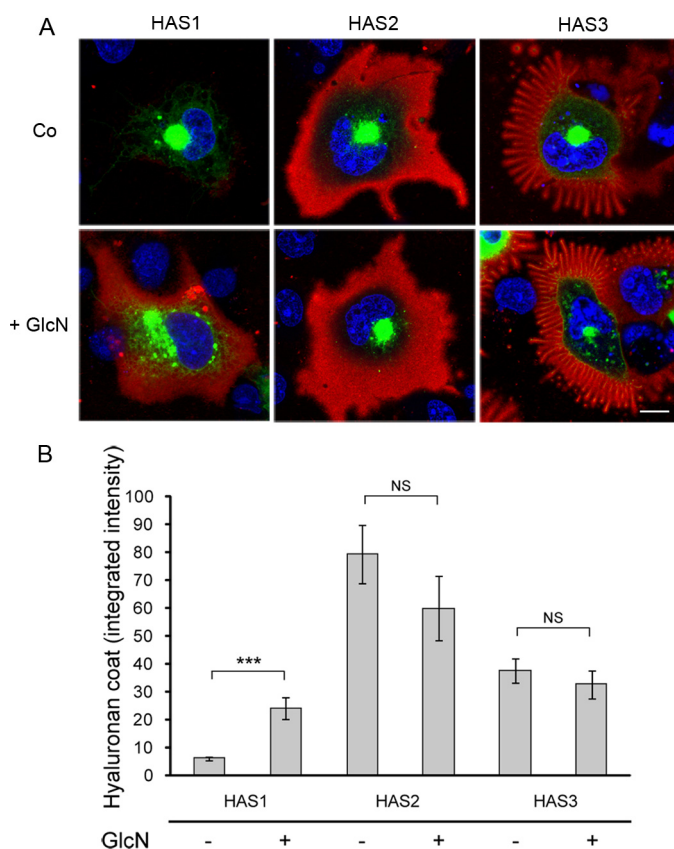 A
HAS1 HAS2 HAS3
Co
+ GlcN
B
Hyaluronan coat (integrated intensity)
100
90
80
70
60
50
40
30
20
10
0
***
NS
NS
HAS1 HAS2 HAS3
GlcN - + - + - +